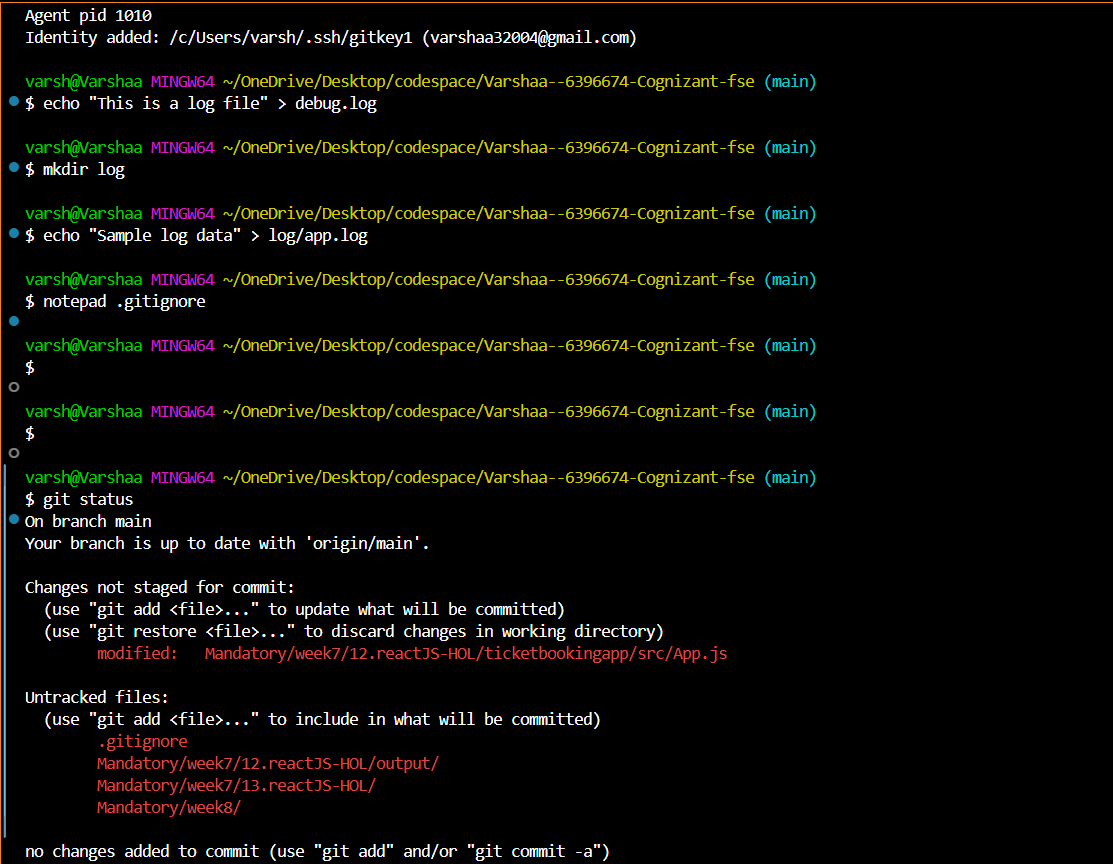 Agent pid 1010
Identity added: /c/Users/varsh/.ssh/gitkey1 (varshaa32004@gmail.com)
varsh@Varshaa MINGW64 ~/OneDrive/Desktop/codespace/Varshaa--6396674-Cognizant-fse (main)
$ echo "This is a log file" > debug.log
varsh@Varshaa MINGW64 ~/OneDrive/Desktop/codespace/Varshaa--6396674-Cognizant-fse (main)
$ mkdir log
varsh@Varshaa MINGW64 ~/OneDrive/Desktop/codespace/Varshaa--6396674-Cognizant-fse (main)
$ echo "Sample log data" > log/app.log
varsh@Varshaa MINGW64 ~/OneDrive/Desktop/codespace/Varshaa--6396674-Cognizant-fse (main)
$ notepad .gitignore
varsh@Varshaa MINGW64 ~/OneDrive/Desktop/codespace/Varshaa--6396674-Cognizant-fse (main)
$
varsh@Varshaa MINGW64 ~/OneDrive/Desktop/codespace/Varshaa--6396674-Cognizant-fse (main)
$
varsh@Varshaa MINGW64 ~/OneDrive/Desktop/codespace/Varshaa--6396674-Cognizant-fse (main)
$ git status
On branch main
Your branch is up to date with 'origin/main'.
Changes not staged for commit:
(use "git add <file>..." to update what will be committed)
(use "git restore <file>..." to discard changes in working directory)
modified: Mandatory/week7/12.reactJS-HOL/ticketbookingapp/src/App.js
Untracked files:
(use "git add <file>..." to include in what will be committed)
.gitignore
Mandatory/week7/12.reactJS-HOL/output/
Mandatory/week7/13.reactJS-HOL/
Mandatory/week8/
no changes added to commit (use "git add" and/or "git commit -a")